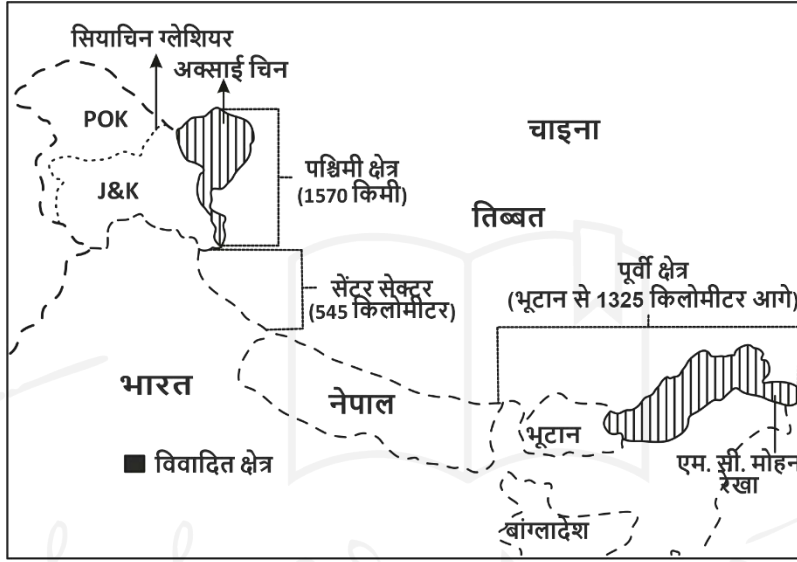 सियाचिन ग्लेशियर
अक्साई चिन
POK
चाइना
J&K
पश्चिमी क्षेत्र
(1570 किमी)
तिब्बत
पूर्वी क्षेत्र
(भूटान से 1325 किलोमीटर आगे)
सेंटर सेक्टर
(545 किलोमीटर)
भारत
नेपाल
भूटान
विवादित क्षेत्र
एम. सी. मोहन
रेखा
बांग्लादेश